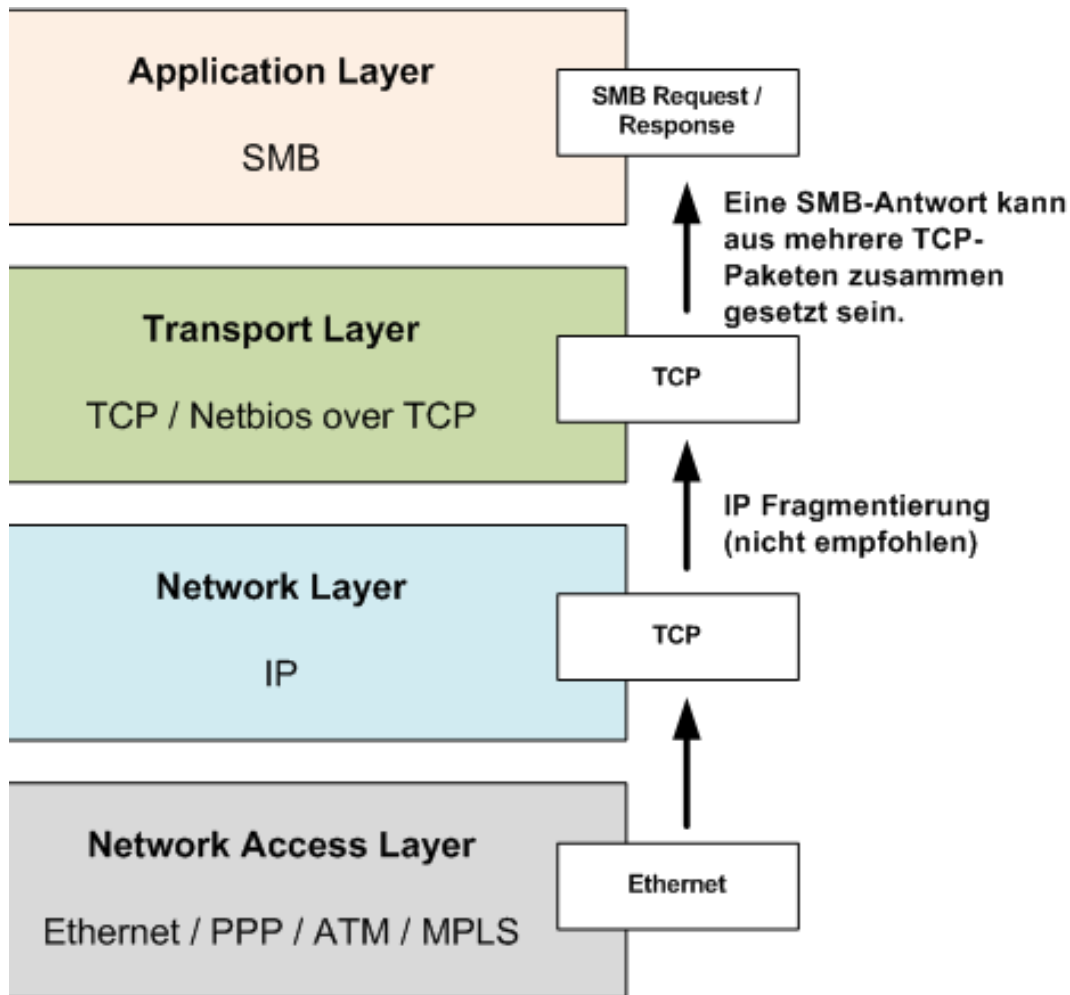 Application Layer
SMB
SMB Request /
Response
Eine SMB-Antwort kann
aus mehrere TCP-
Paketen zusammen
gesetzt sein.
Transport Layer
TCP / Netbios over TCP
TCP
IP Fragmentierung
(nicht empfohlen)
Network Layer
IP
TCP
Network Access Layer
Ethernet / PPP / ATM / MPLS
Ethernet